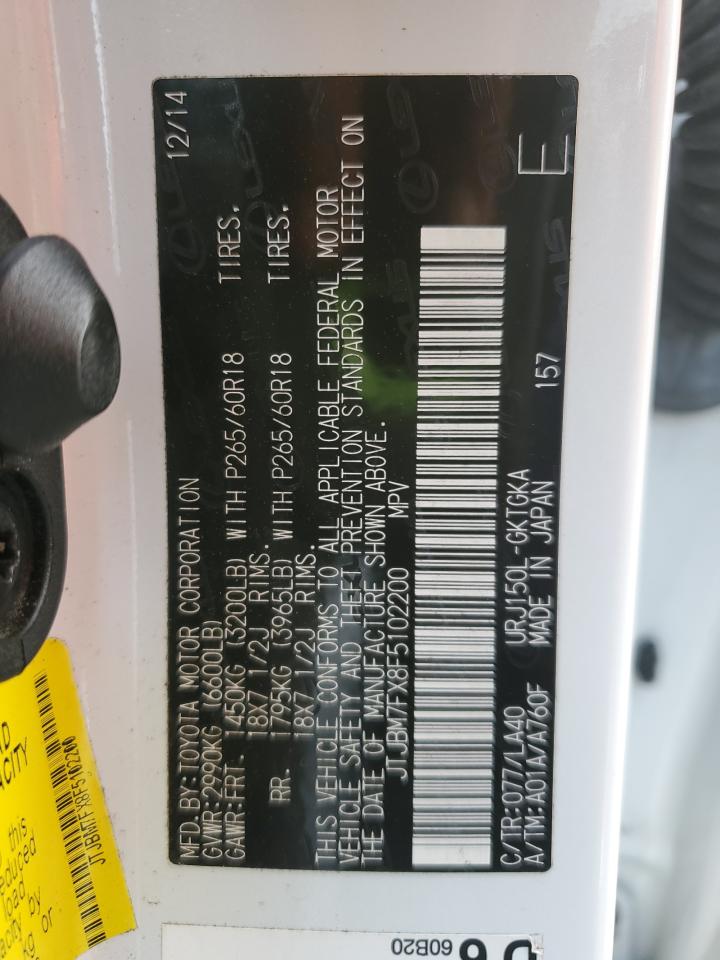 MFD.BY:TOYOTA MOTOR CORPORATION 12/14
GVWR:2990KG (6600LB)
GAWR:FRT. 1450KG (3200LB) WITH P265/60R18 TIRES.
18X7 1/2J RIMS.
RR. 1795KG (3965LB) WITH P265/60R18 TIRES.
18X7 1/2J RIMS.
THIS VEHICLE CONFORMS TO ALL APPLICABLE FEDERAL MOTOR
VEHICLE SAFETY AND THEFT PREVENTION STANDARDS IN EFFECT ON
THE DATE OF MANUFACTURE SHOWN ABOVE.
JTJBM7FX8F5102200 MPV
C/TR:077/LA40 URJ150L-GKTGKA
A/TM:A01A/A760F MADE IN JAPAN 157 E
JTJBM7FX8F5102200
60B20